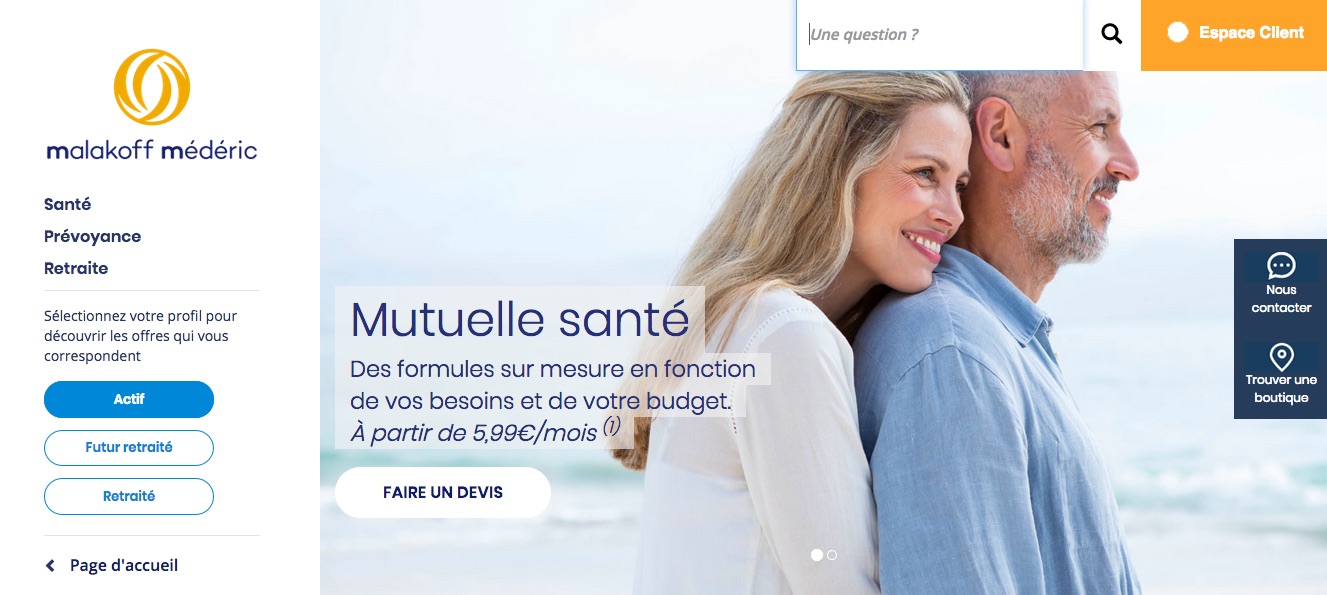 malakoff médéric
Santé
Prévoyance
Retraite
Sélectionnez votre profil pour
découvrir les offres qui vous
correspondent
Actif
Futur retraité
Retraité
Page d'accueil
Une question ?
Espace Client
Mutuelle santé
Des formules sur mesure en fonction
de vos besoins et de votre budget.
À partir de 5,99€/mois (1)
FAIRE UN DEVIS
Nous
contacter
Trouver une
boutique